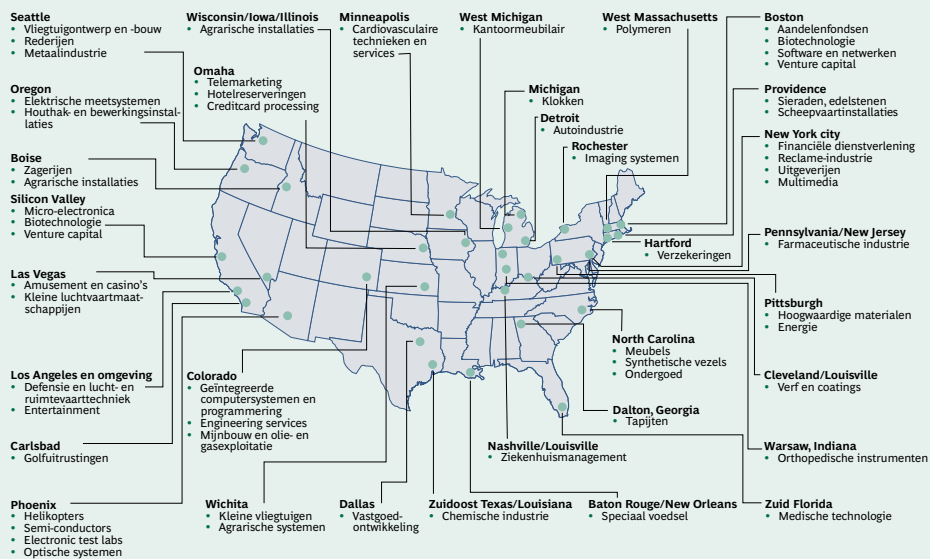 Seattle
• Vliegtuigontwerp en -bouw
• Rederijen
• Metaalindustrie
Oregon
• Elektrische meetsystemen
• Houthak- en bewerkingsinstal-
laties
Boise
• Zagerijen
• Agrarische installaties
Silicon Valley
• Micro-electronica
• Biotechnologie
• Venture capital
Las Vegas
• Amusement en casino's
• Kleine luchtvaartmaat-
schappijen
Los Angeles en omgeving
• Defensie en lucht- en
ruimtevaarttechniek
• Entertainment
Carlsbad
• Golfuitrustingen
Phoenix
• Helikopters
• Semi-conductors
• Electronic test labs
• Optische systemen
Wisconsin/Iowa/Illinois
• Agrarische installaties
Omaha
• Telemarketing
• Hotelreserveringen
• Creditcard processing
Colorado
• Geïntegreerde
computersystemen en
programmering
• Engineering services
• Mijnbouw en olie- en
gasexploitatie
Wichita
• Kleine vliegtuigen
• Agrarische systemen
Minneapolis
• Cardiovasculaire
technieken en
services
Dallas
• Vastgoed-
ontwikkeling
West Michigan
• Kantoormeubilair
Michigan
• Klokken
Detroit
• Autoindustrie
Rochester
• Imaging systemen
West Massachusetts
• Polymeren
Hartford
• Verzekeringen
North Carolina
• Meubels
• Synthetische vezels
• Ondergoed
Dalton, Georgia
• Tapijten
Nashville/Louisville
• Ziekenhuismanagement
Zuidoost Texas/Louisiana
• Chemische industrie
Baton Rouge/New Orleans
• Speciaal voedsel
Boston
• Aandelenfondsen
• Biotechnologie
• Software en netwerken
• Venture capital
Providence
• Sieraden, edelstenen
• Scheepvaartinstallaties
New York city
• Financiële dienstverlening
• Reclame-industrie
• Uitgeverijen
• Multimedia
Pennsylvania/New Jersey
• Farmaceutische industrie
Pittsburgh
• Hoogwaardige materialen
• Energie
Cleveland/Louisville
• Verf en coatings
Warsaw, Indiana
• Orthopedische instrumenten
Zuid Florida
• Medische technologie